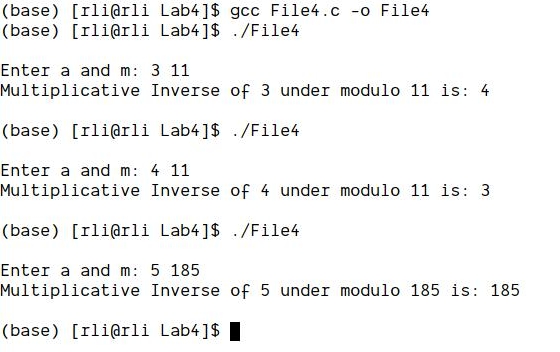 (base) [rli@rli Lab4]$ gcc File4.c -o File4
(base) [rli@rli Lab4]$ ./File4
Enter a and m: 3 11
Multiplicative Inverse of 3 under modulo 11 is: 4
(base) [rli@rli Lab4]$ ./File4
Enter a and m: 4 11
Multiplicative Inverse of 4 under modulo 11 is: 3
(base) [rli@rli Lab4]$ ./File4
Enter a and m: 5 185
Multiplicative Inverse of 5 under modulo 185 is: 185
(base) [rli@rli Lab4]$